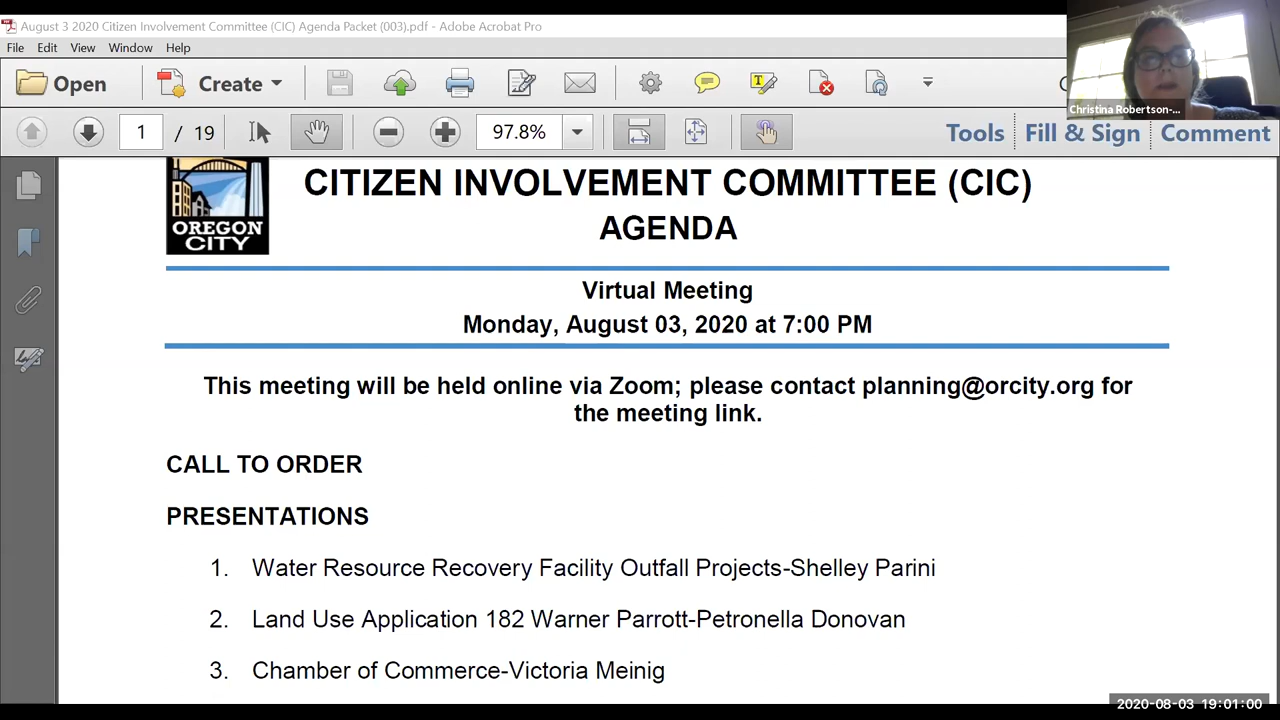 August 3 2020 Citizen Involvement Committee (CIC) Agenda Packet (003).pdf - Adobe Acrobat Pro
File Edit View Window Help
Open Create
1 / 19 97.8% Tools Fill & Sign Comment
Christina Robertson-...
OREGON
CITY
CITIZEN INVOLVEMENT COMMITTEE (CIC)
AGENDA
Virtual Meeting
Monday, August 03, 2020 at 7:00 PM
This meeting will be held online via Zoom; please contact planning@orcity.org for
the meeting link.
CALL TO ORDER
PRESENTATIONS
1. Water Resource Recovery Facility Outfall Projects-Shelley Parini
2. Land Use Application 182 Warner Parrott-Petronella Donovan
3. Chamber of Commerce-Victoria Meinig
2020-08-03 19:01:00